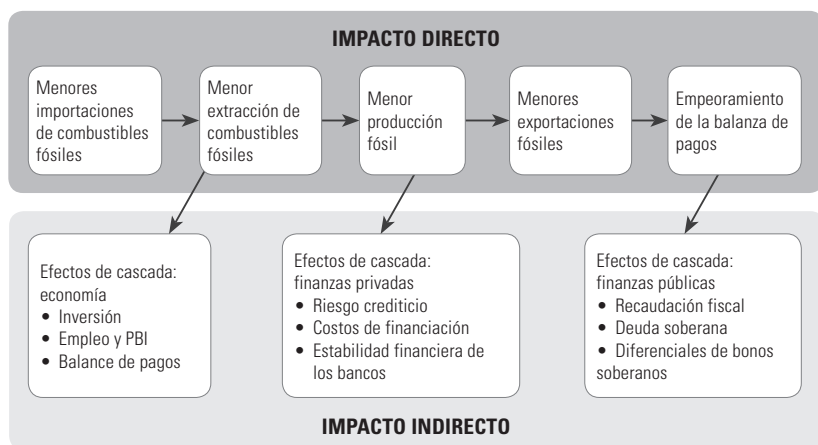 IMPACTO DIRECTO
Menores
importaciones
de combustibles
fósiles
Menor
extracción de
combustibles
fósiles
Menor
producción
fósil
Menores
exportaciones
fósiles
Empeoramiento
de la balanza de
pagos
Efectos de cascada:
economía
• Inversión
• Empleo y PBI
• Balance de pagos
Efectos de cascada:
finanzas privadas
• Riesgo crediticio
• Costos de financiación
• Estabilidad financiera de
los bancos
Efectos de cascada:
finanzas públicas
• Recaudación fiscal
• Deuda soberana
• Diferenciales de bonos
soberanos
IMPACTO INDIRECTO